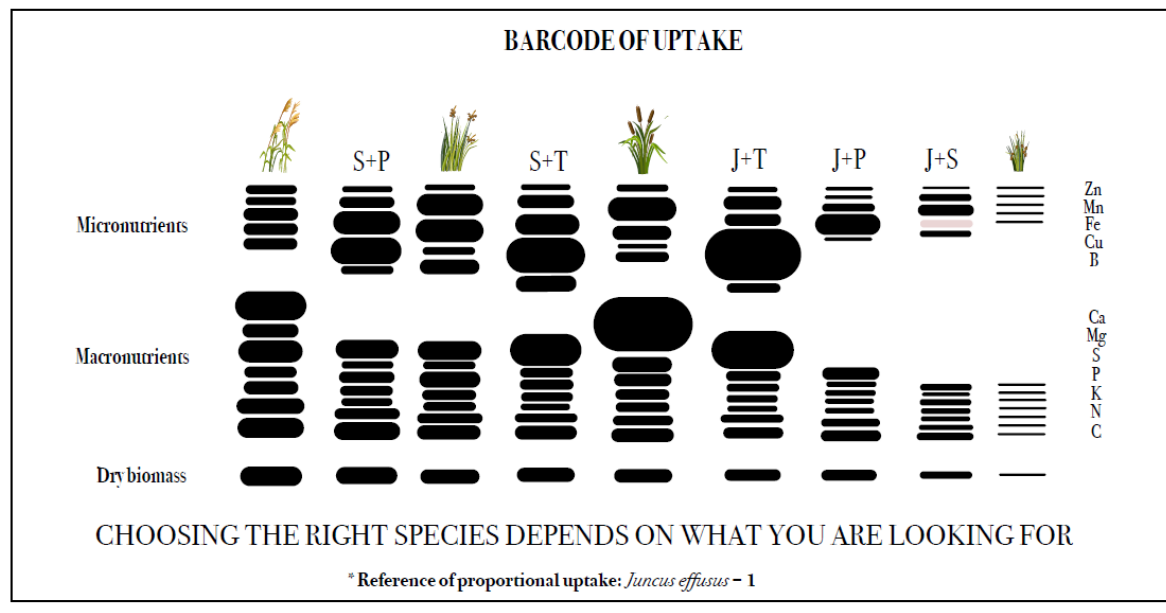 BARCODE OF UPTAKE
S+P
S+T
J+T
J+P
J+S
Micronutrients
Zn
Mn
Fe
Cu
B
Macronutrients
Ca
Mg
S
P
K
N
C
Dry biomass
CHOOSING THE RIGHT SPECIES DEPENDS ON WHAT YOU ARE LOOKING FOR
* Reference of proportional uptake: Juncus effusus – 1